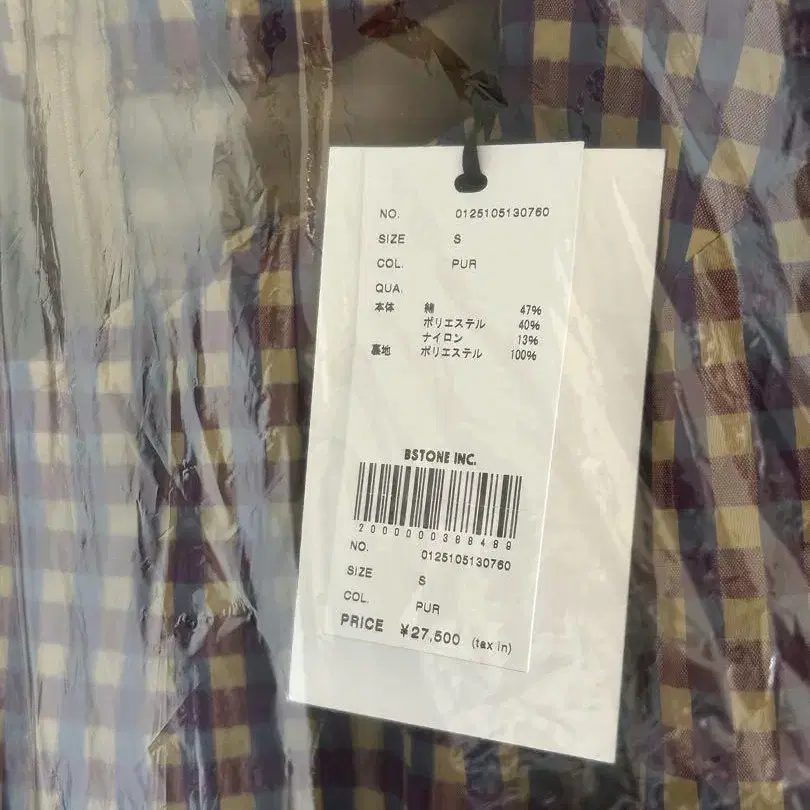 NO. 0125105130760
SIZE S
COL. PUR
QUA.
本体 綿 47%
ポリエステル 40%
ナイロン 13%
裏地 ポリエステル 100%
BSTONE INC.
2000000388489
NO. 0125105130760
SIZE S
COL. PUR
PRICE ¥27,500 (tax in)